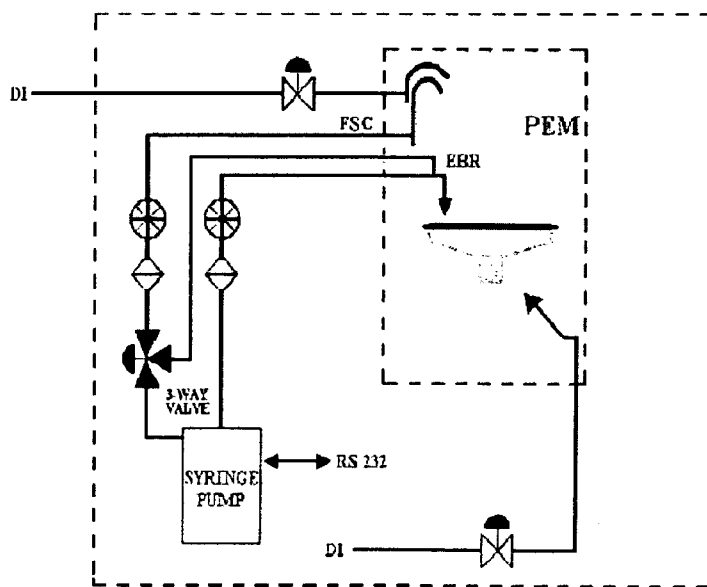 DI
FSC
PEM
EBR
3-WAY
VALVE
SYRINGE
PUMP
RS 232
DI